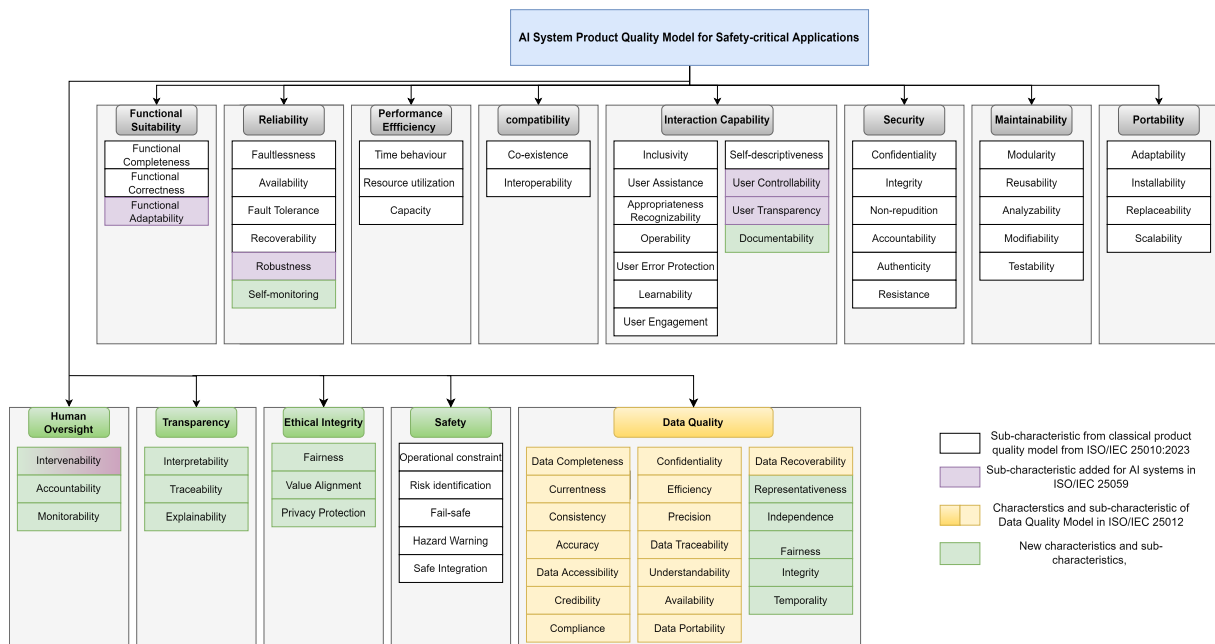 AI System Product Quality Model for Safety-critical Applications
Functional
Suitability
Functional
Completeness
Functional
Correctness
Functional
Adaptability
Reliability
Faultlessness
Availability
Fault Tolerance
Recoverability
Robustness
Self-monitoring
Performance
Effficiency
Time behaviour
Resource utilization
Capacity
compatibility
Co-existence
Interoperability
Interaction Capability
Inclusivity
User Assistance
Appropriateness
Recognizability
Operability
User Error Protection
Learnability
User Engagement
Self-descriptiveness
User Controllability
User Transparency
Documentability
Security
Confidentiality
Integrity
Non-repudition
Accountability
Authenticity
Resistance
Maintainability
Modularity
Reusability
Analyzability
Modifiability
Testability
Portability
Adaptability
Installability
Replaceability
Scalability
Human
Oversight
Intervenability
Accountability
Monitorability
Transparency
Interpretability
Traceability
Explainability
Ethical Integrity
Fairness
Value Alignment
Privacy Protection
Safety
Operational constraint
Risk identification
Fail-safe
Hazard Warning
Safe Integration
Data Quality
Data Completeness
Currentness
Consistency
Accuracy
Data Accessibility
Credibility
Compliance
Confidentiality
Efficiency
Precision
Data Traceability
Understandability
Availability
Data Portability
Data Recoverability
Representativeness
Independence
Fairness
Integrity
Temporality
Sub-characteristic from classical product
quality model from ISO/IEC 25010:2023
Sub-characteristic added for AI systems in
ISO/IEC 25059
Characterstics and sub-characteristic of
Data Quality Model in ISO/IEC 25012
New characteristics and sub-
characteristics,